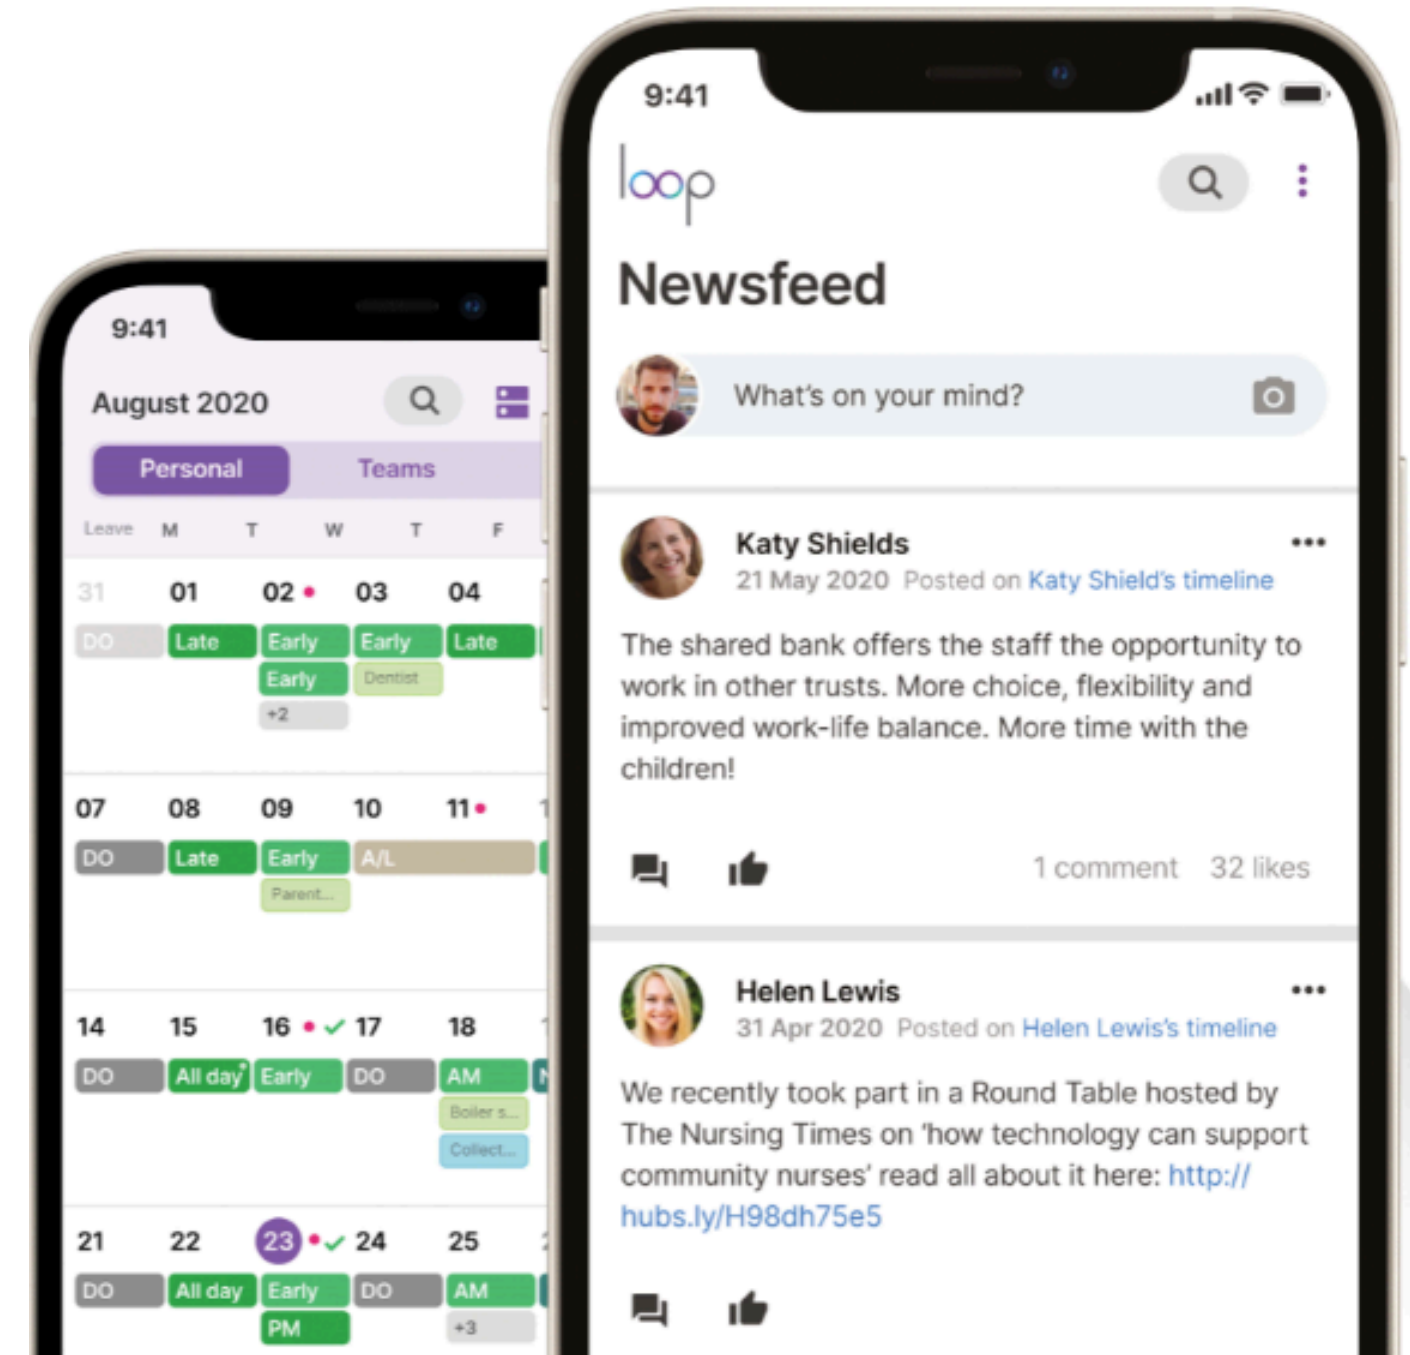 9:41
August 2020
Personal Teams
Leave M T W T F
31 01 02 03 04
DO Late Early Early Late
Early Dentist
+2
07 08 09 10 11
DO Late Early A/L
Parent...
14 15 16 17 18
DO All day Early DO AM
Boiler s...
Collect...
21 22 23 24 25
DO All day Early DO AM
PM +3
9:41
loop
Newsfeed
What's on your mind?
Katy Shields
21 May 2020 Posted on Katy Shield's timeline
The shared bank offers the staff the opportunity to
work in other trusts. More choice, flexibility and
improved work-life balance. More time with the
children!
1 comment 32 likes
Helen Lewis
31 Apr 2020 Posted on Helen Lewis's timeline
We recently took part in a Round Table hosted by
The Nursing Times on 'how technology can support
community nurses' read all about it here: http://
hubs.ly/H98dh75e5